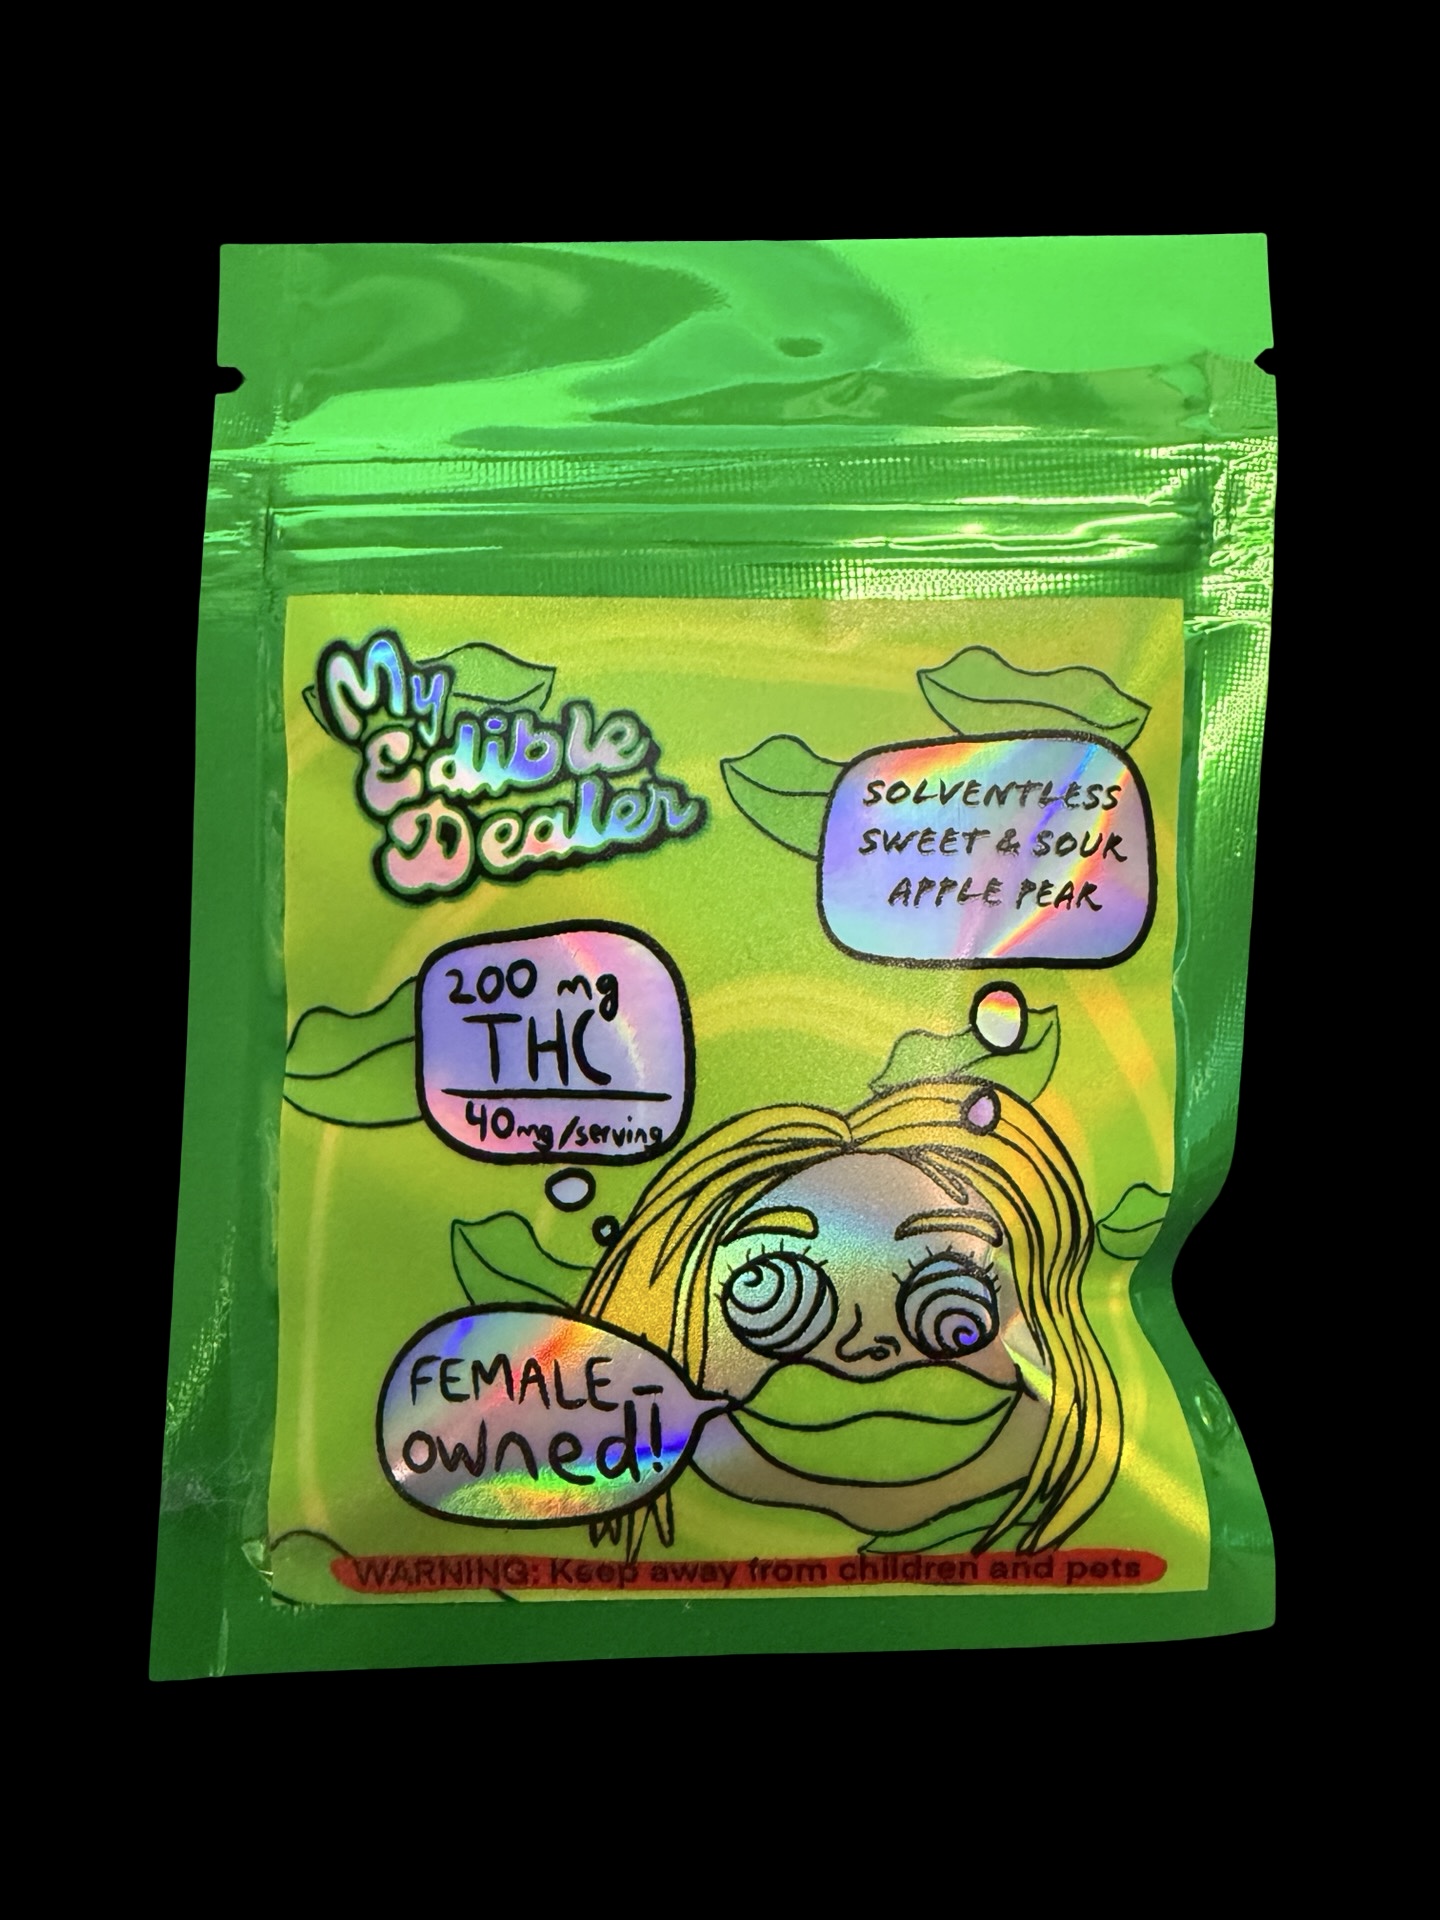 My
Edible
Dealer
SOLVENTLESS
SWEET & SOUR
APPLE PEAR
200 mg
THC
40mg/serving
FEMALE-
owned!
WARNING: Keep away from children and pets